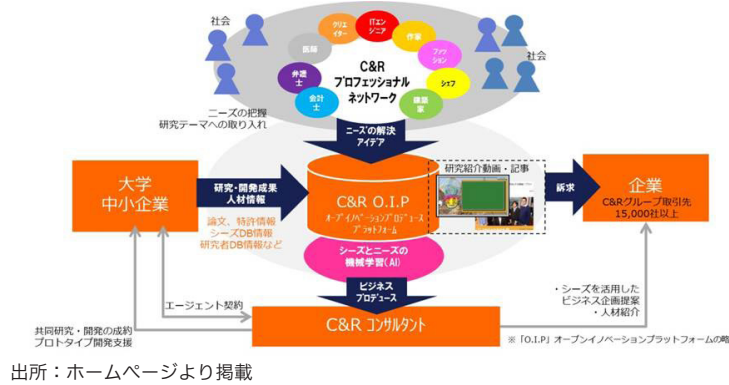 社会
クリエイター
ITエンジニア
作家
医師
ファッション
社会
弁護士
C&R
プロフェッショナル
ネットワーク
シェフ
会計士
建築家
ニーズの把握
研究テーマへの取り入れ
ニーズの解決
アイデア
大学
中小企業
研究・開発成果
人材情報
論文、特許情報
シーズDB情報
研究者DB情報など
C&R O.I.P
オープンイノベーションプロデュース
プラットフォーム
研究紹介動画・記事
訴求
企業
C&Rグループ取引先
15,000社以上
シーズとニーズの
機械学習(AI)
ビジネス
プロデュース
エージェント契約
C&R コンサルタント
共同研究・開発の成約
プロトタイプ開発支援
・シーズを活用した
ビジネス企画提案
・人材紹介
※「O.I.P」オープンイノベーションプラットフォームの略
出所：ホームページより掲載